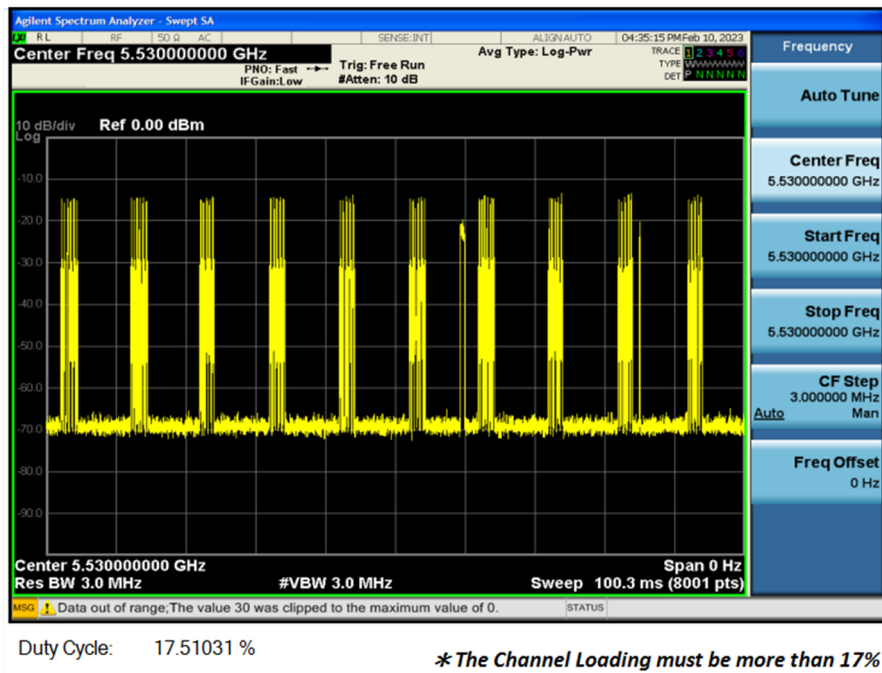 Agilent Spectrum Analyzer - Swept SA
LXI RL RF 50 Ω AC SENSE:INT ALIGNAUTO 04:35:15 PM Feb 10, 2023
Center Freq 5.530000000 GHz Avg Type: Log-Pwr TRACE 1 2 3 4 5 6
PNO: Fast Trig: Free Run TYPE
IFGain:Low #Atten: 10 dB DET P N N N N N
10 dB/div Ref 0.00 dBm
Log
-10.0
-20.0
-30.0
-40.0
-50.0
-60.0
-70.0
-80.0
-90.0
Center 5.530000000 GHz Span 0 Hz
Res BW 3.0 MHz #VBW 3.0 MHz Sweep 100.3 ms (8001 pts)
MSG Data out of range;The value 30 was clipped to the maximum value of 0. STATUS
Frequency
Auto Tune
Center Freq
5.530000000 GHz
Start Freq
5.530000000 GHz
Stop Freq
5.530000000 GHz
CF Step
3.000000 MHz
Auto Man
Freq Offset
0 Hz
Duty Cycle: 17.51031 %
* The Channel Loading must be more than 17%